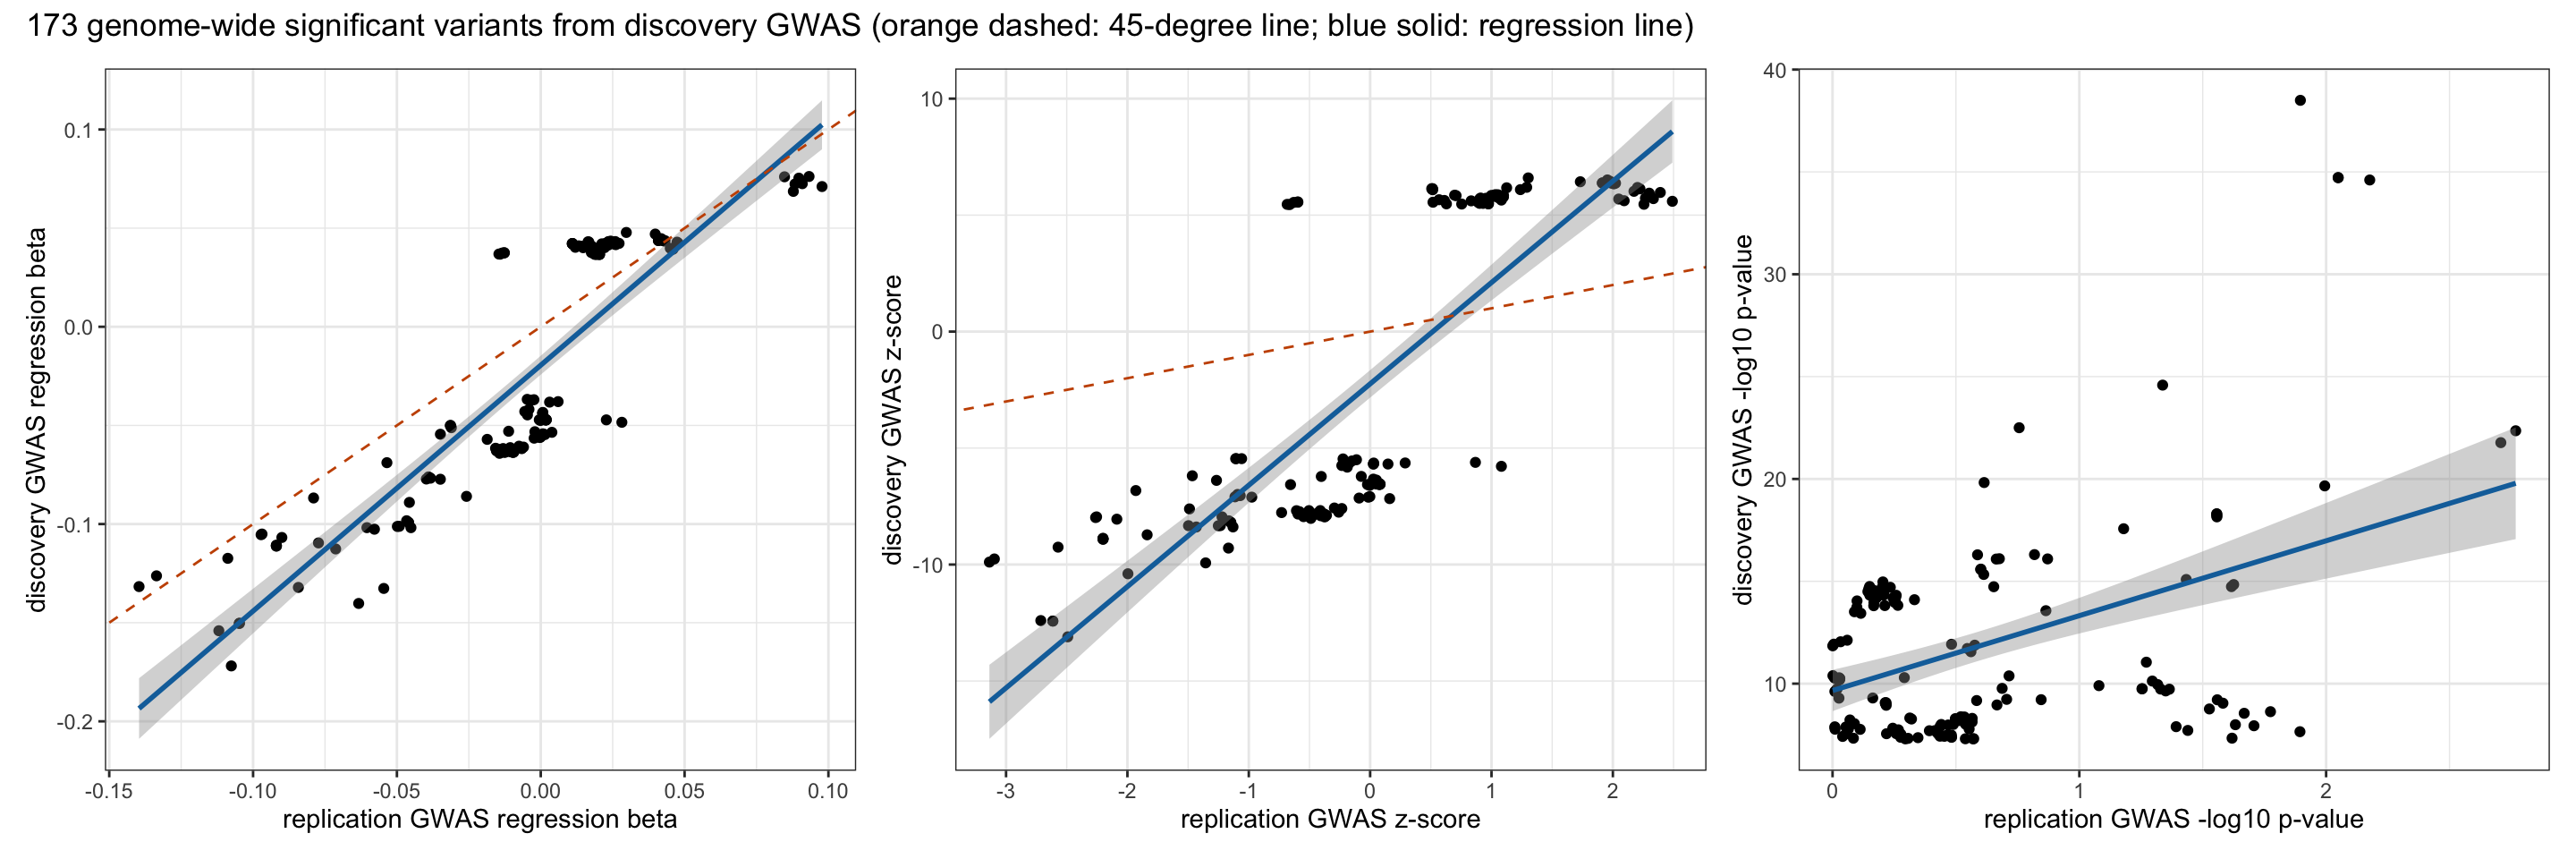 173 genome-wide significant variants from discovery GWAS (orange dashed: 45-degree line; blue solid: regression line)
discovery GWAS regression beta
0.1
0.0
-0.1
-0.2
-0.15 -0.10 -0.05 0.00 0.05 0.10
replication GWAS regression beta
discovery GWAS z-score
10
0
-10
-3 -2 -1 0 1 2
replication GWAS z-score
discovery GWAS -log10 p-value
40
30
20
10
0 1 2
replication GWAS -log10 p-value